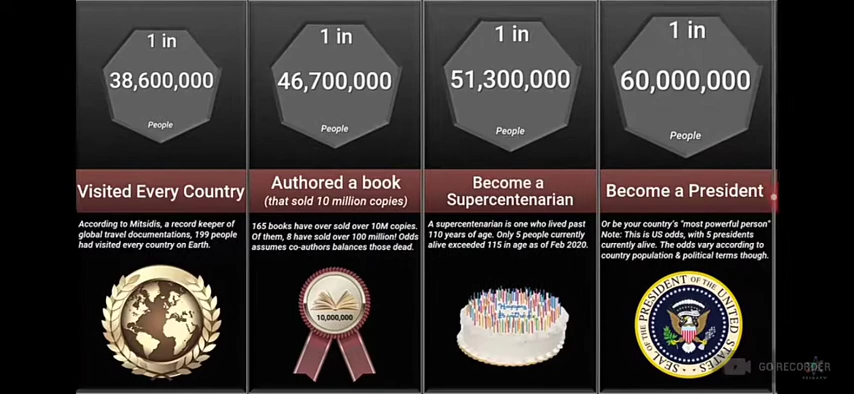 1 in
38,600,000
People
Visited Every Country
According to Mitsidis, a record keeper of
global travel documentations, 199 people
had visited every country on Earth.
1 in
46,700,000
People
Authored a book
(that sold 10 million copies)
165 books have over sold over 10M copies.
Of them, 8 have sold over 100 million! Odds
assumes co-authors balances those dead.
10,000,000
1 in
51,300,000
People
Become a
Supercentenarian
A supercentenarian is one who lived past
110 years of age. Only 5 people currently
alive exceeded 115 in age as of Feb 2020.
1 in
60,000,000
People
Become a President
Or be your country's "most powerful person"
Note: This is US odds, with 5 presidents
currently alive. The odds vary according to
country population & political terms though.
SEAL OF THE PRESIDENT OF THE UNITED STATES
GO RECORDER